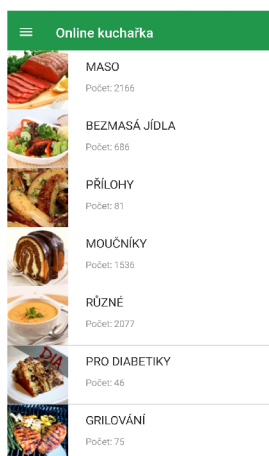 Online kuchařka
MASO
Počet: 2166
BEZMASÁ JÍDLA
Počet: 686
PŘÍLOHY
Počet: 81
MOUČNÍKY
Počet: 1536
RŮZNÉ
Počet: 2077
DIA
PRO DIABETIKY
Počet: 46
GRILOVÁNÍ
Počet: 75